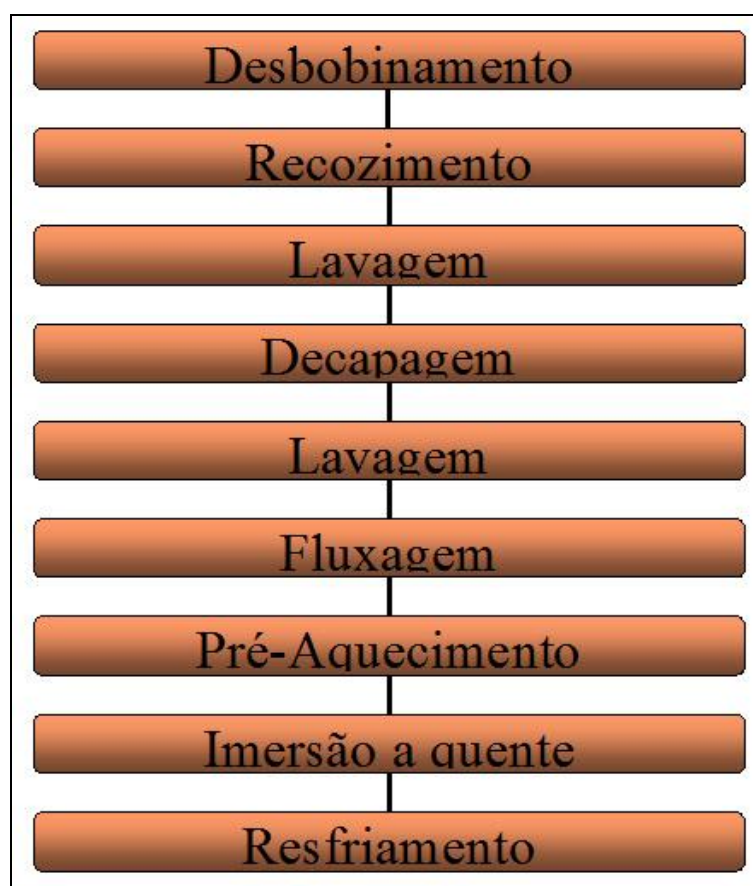 Desbobinamento
Recozimento
Lavagem
Decapagem
Lavagem
Fluxagem
Pré-Aquecimento
Imersão a quente
Resfriamento